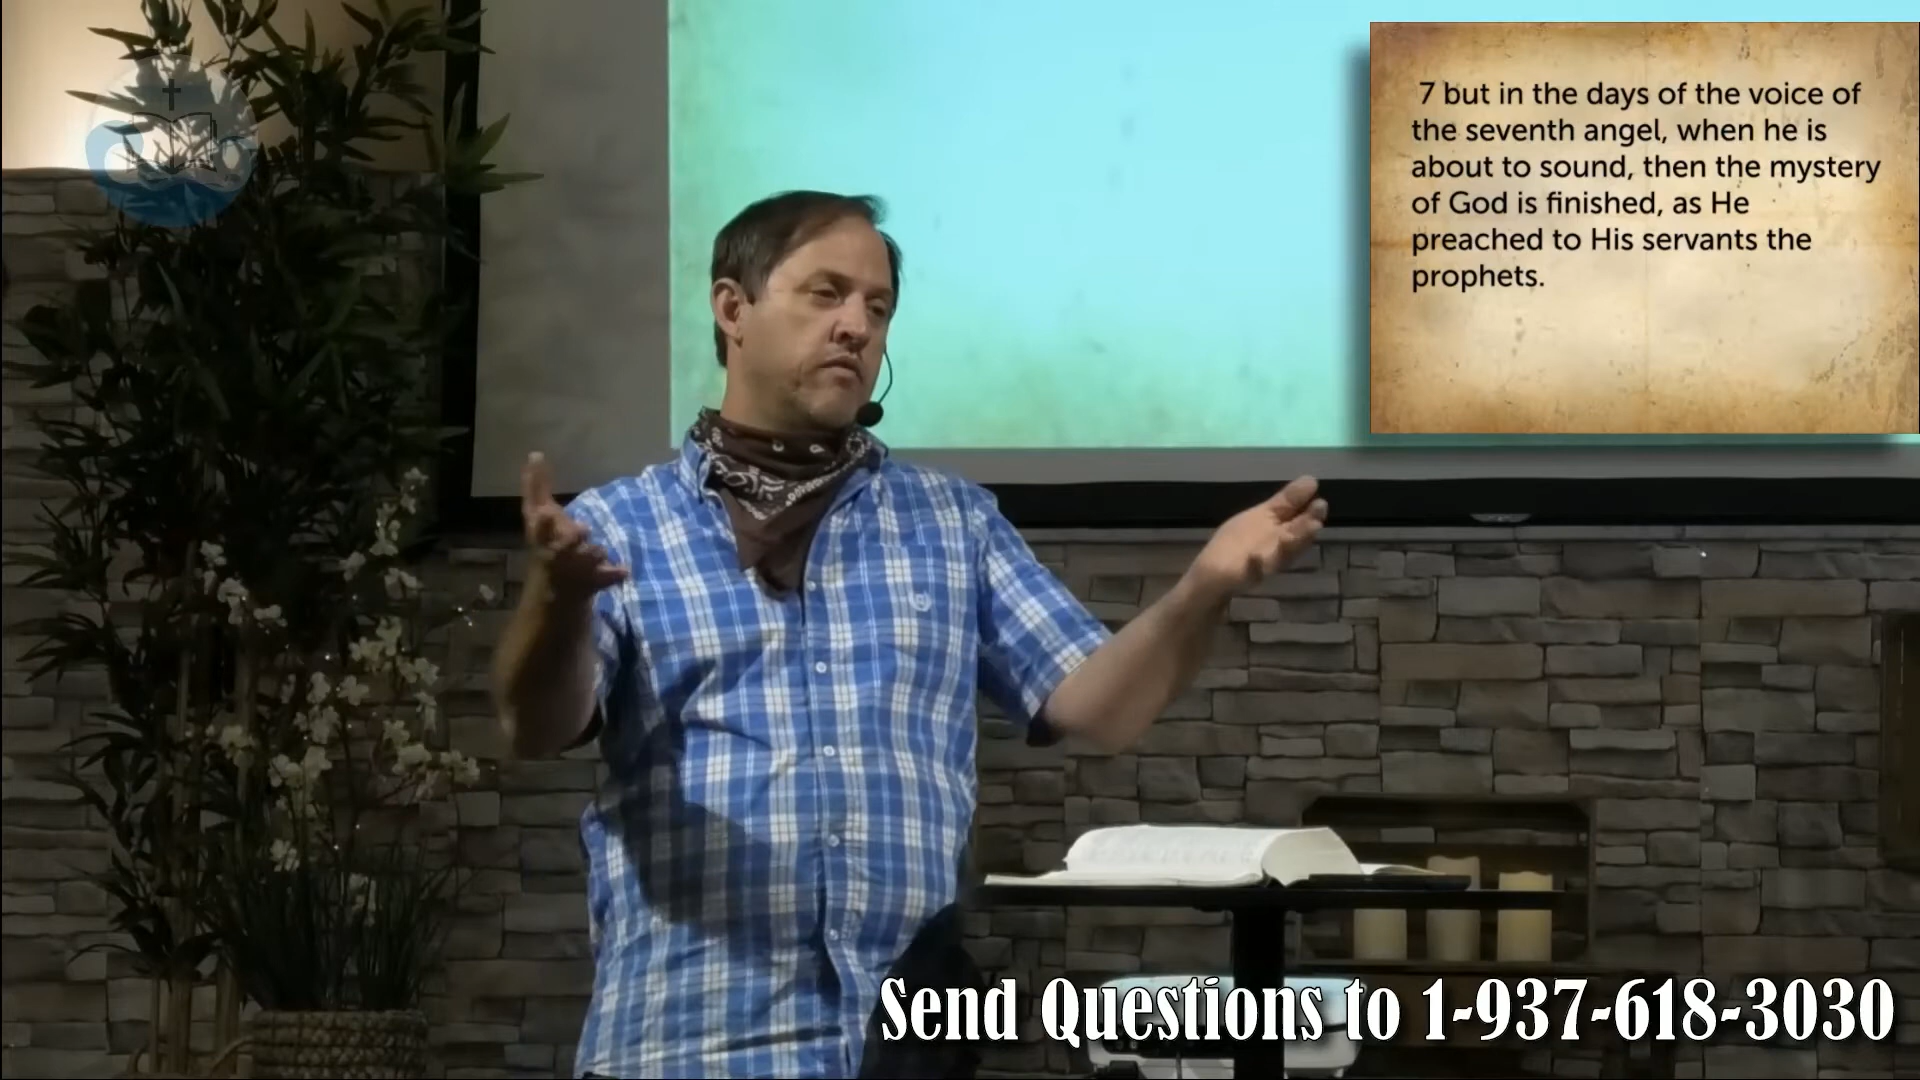 7 but in the days of the voice of
the seventh angel, when he is
about to sound, then the mystery
of God is finished, as He
preached to His servants the
prophets.
Send Questions to 1-937-618-3030